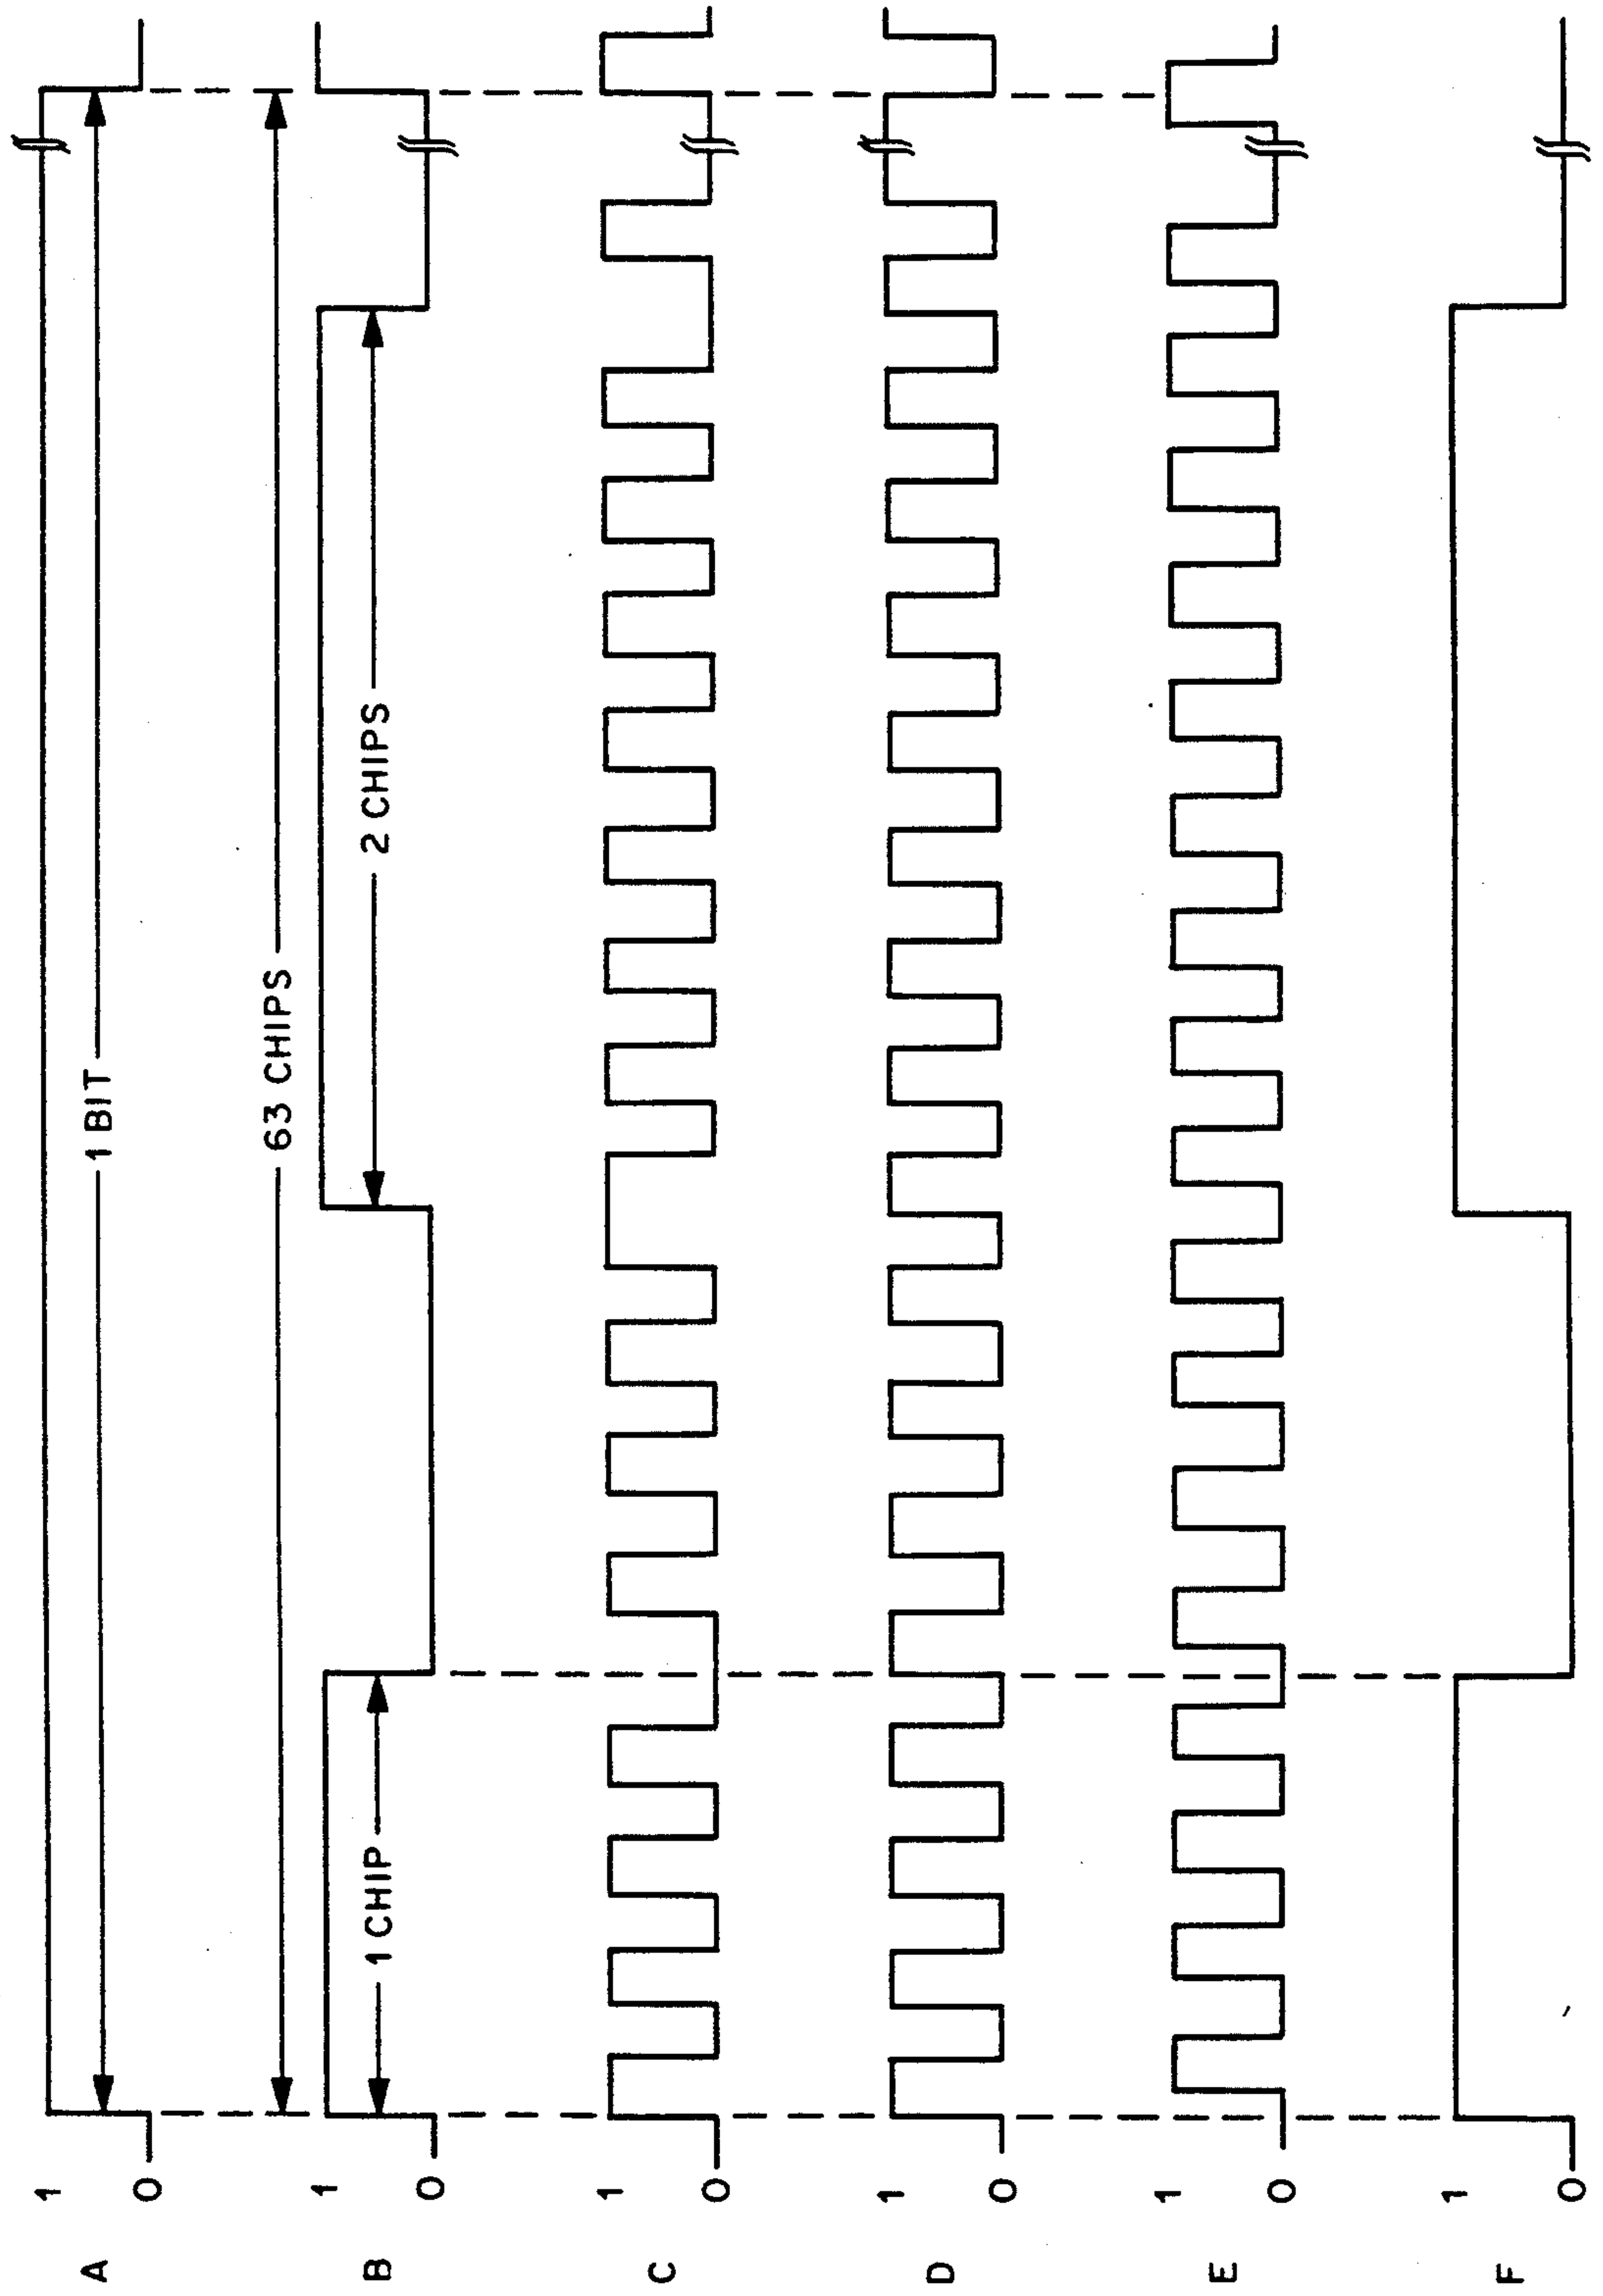 A 1 0
1 BIT
63 CHIPS
B 1 0
1 CHIP
2 CHIPS
C 1 0
D 1 0
E 1 0
F 1 0